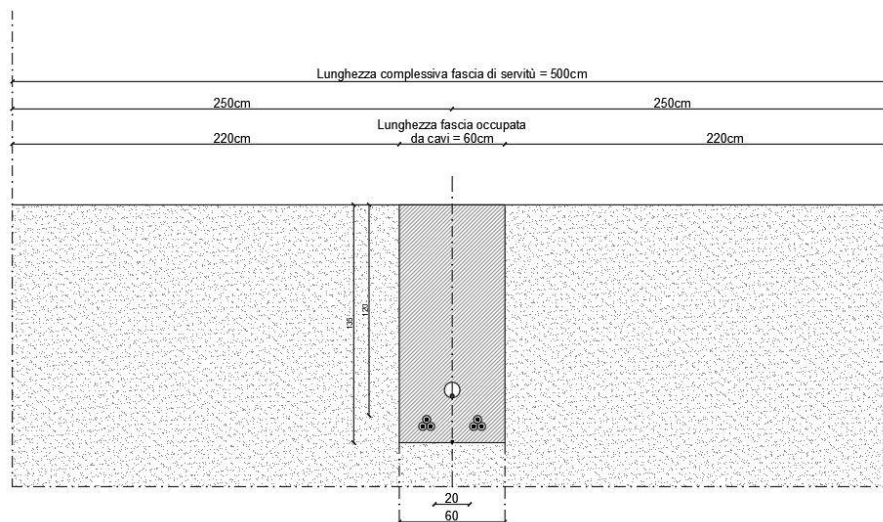 Lunghezza complessiva fascia di servitù = 500cm
250cm 250cm
Lunghezza fascia occupata
220cm da cavi = 60cm 220cm
135
120
20
60